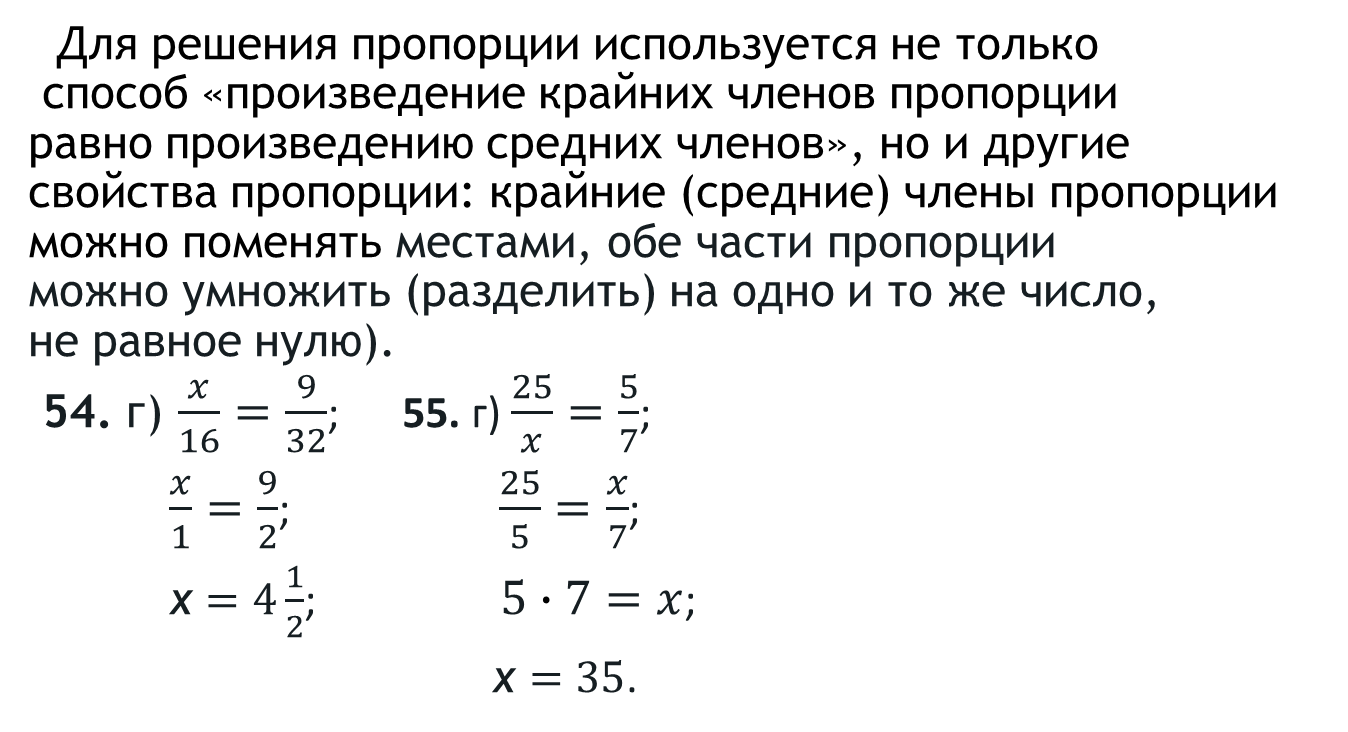 Для решения пропорции используется не только
способ «произведение крайних членов пропорции
равно произведению средних членов», но и другие
свойства пропорции: крайние (средние) члены пропорции
можно поменять местами, обе части пропорции
можно умножить (разделить) на одно и то же число,
не равное нулю).
54. г) x/16 = 9/32; 55. г) 25/x = 5/7;
x/1 = 9/2; 25/5 = x/7;
x = 4 1/2; 5 · 7 = x;
x = 35.